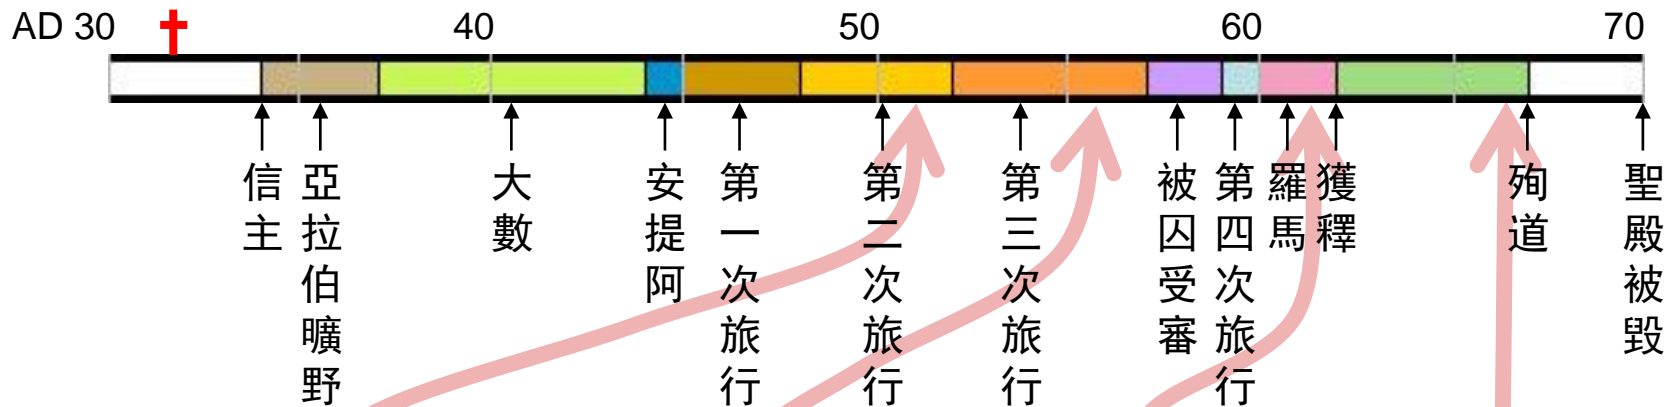 AD 30 40 50 60 70
信主
亞拉伯曠野
大數
安提阿
第一次旅行
第二次旅行
第三次旅行
被囚受審
第四次旅行
羅馬
獲釋
殉道
聖殿被毀